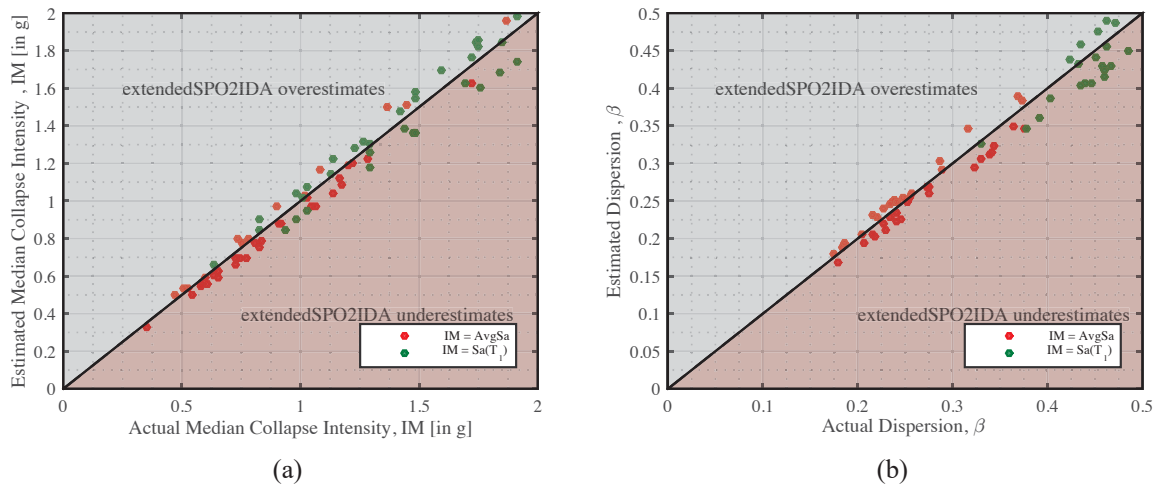 Estimated Median Collapse Intensity , IM [in g]
2
1.8
1.6
1.4
1.2
1
0.8
0.6
0.4
0.2
0
extendedSPO2IDA overestimates
extendedSPO2IDA underestimates
IM = AvgSa
IM = Sa(T1)
0 0.5 1 1.5 2
Actual Median Collapse Intensity, IM [in g]
(a)
Estimated Dispersion , β
0.5
0.45
0.4
0.35
0.3
0.25
0.2
0.15
0.1
0.05
0
extendedSPO2IDA overestimates
extendedSPO2IDA underestimates
IM = AvgSa
IM = Sa(T1)
0 0.1 0.2 0.3 0.4 0.5
Actual Dispersion, β
(b)